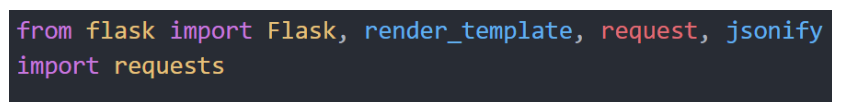 from flask import Flask, render_template, request, jsonify
import requests